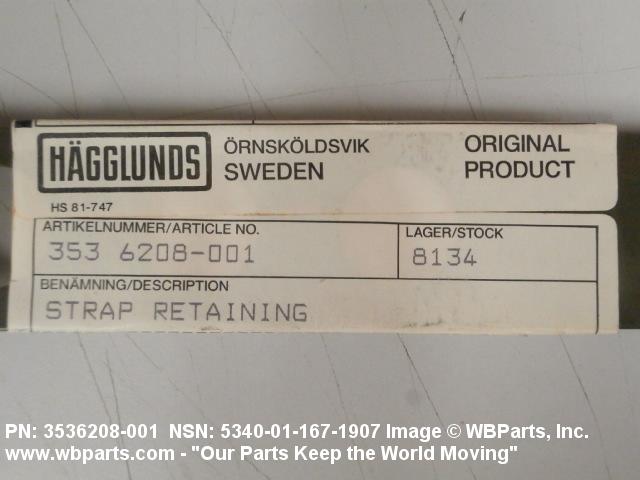 HÄGGLUNDS
ÖRNSKÖLDSVIK
SWEDEN
ORIGINAL
PRODUCT
HS 81-747
ARTIKELNUMMER/ARTICLE NO.
353 6208-001
LAGER/STOCK
8134
BENÄMNING/DESCRIPTION
STRAP RETAINING
PN: 3536208-001 NSN: 5340-01-167-1907 Image © WBParts, Inc.
www.wbparts.com - "Our Parts Keep the World Moving"